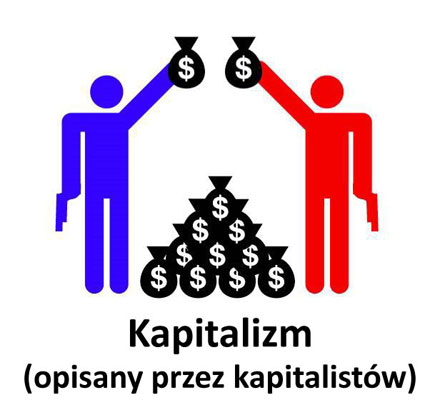 $ $
$
$ $
$ $ $
$ $ $ $
Kapitalizm
(opisany przez kapitalistów)